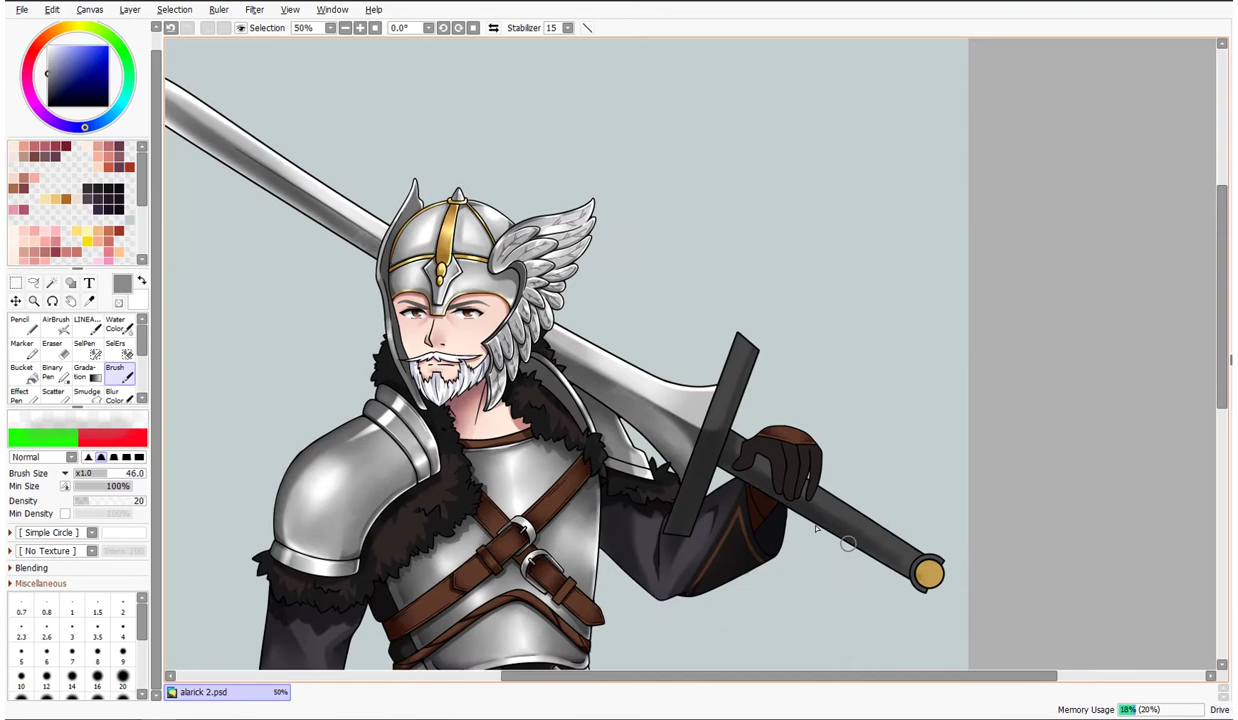 File Edit Canvas Layer Selection Ruler Filter View Window Help
Selection 50% 0.0° Stabilizer 15
T
Pencil AirBrush LINEA... Water Color
Marker Eraser SelPen SelErs
Bucket Binary Pen Grada-tion Brush
Effect Pen Scatter Smudge Blur Color
Normal
Brush Size x1.0 46.0
Min Size 100%
Density 20
Min Density 100%
[ Simple Circle ]
[ No Texture ]
Blending
Miscellaneous
0.7 0.8 1 1.5 2
2.3 2.6 3 3.5 4
5 6 7 8 9
10 12 14 16 20
alarick 2.psd 50%
Memory Usage 18% (20%) Drive